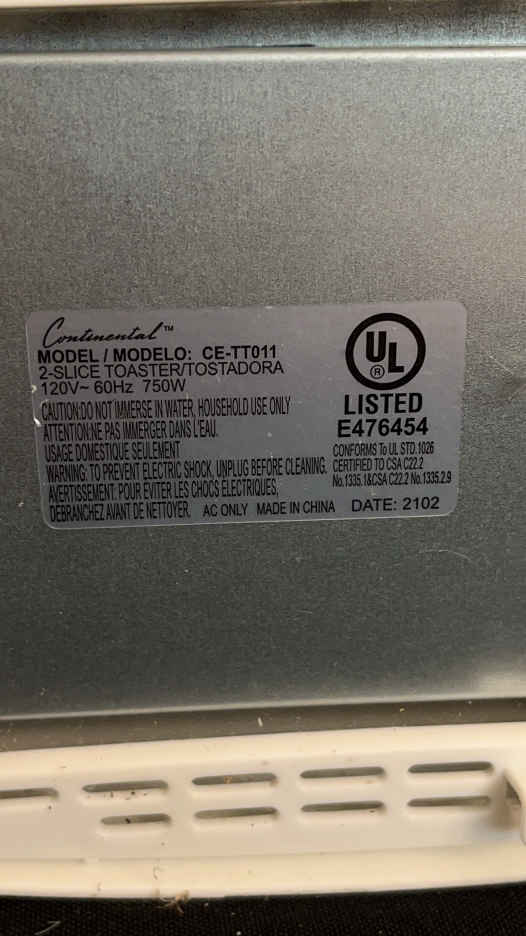 Continental™
MODEL / MODELO: CE-TT011
2-SLICE TOASTER/TOSTADORA
120V~ 60Hz 750W
CAUTION:DO NOT IMMERSE IN WATER, HOUSEHOLD USE ONLY
ATTENTION:NE PAS IMMERGER DANS L'EAU.
USAGE DOMESTIQUE SEULEMENT
WARNING: TO PREVENT ELECTRIC SHOCK, UNPLUG BEFORE CLEANING.
AVERTISSEMENT: POUR ÉVITER LES CHOCS ÉLECTRIQUES,
DÉBRANCHEZ AVANT DE NETTOYER. AC ONLY MADE IN CHINA
UL
®
LISTED
E476454
CONFORMS To UL STD.1026
CERTIFIED TO CSA C22.2
No.1335.1&CSA C22.2 No.1335.2.9
DATE: 2102